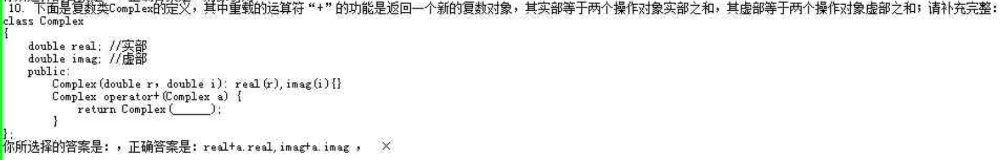 10. 下面是复数类Complex的定义，其中重载的运算符“+”的功能是返回一个新的复数对象，其实部等于两个操作对象实部之和，其虚部等于两个操作对象虚部之和；请补充完整：
class Complex
{
double real; //实部
double imag; //虚部
public:
Complex(double r，double i): real(r),imag(i){}
Complex operator+(Complex a) {
return Complex(______);
}
};
你所选择的答案是：，正确答案是：real+a.real,imag+a.imag ， ×